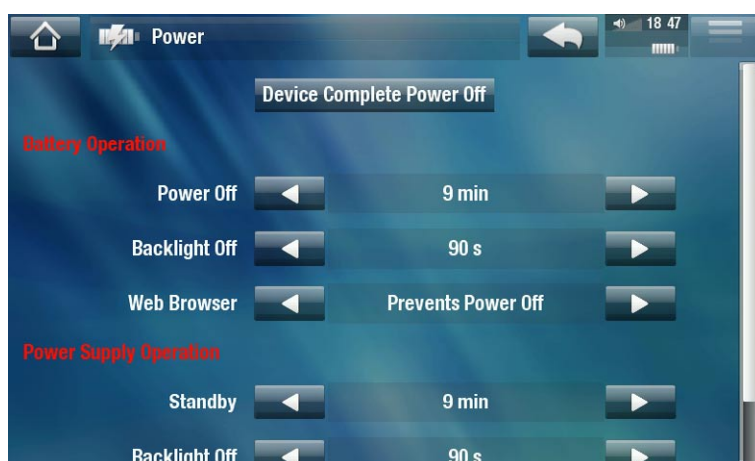 Power
18 47
Device Complete Power Off
Battery Operation
Power Off 9 min
Backlight Off 90 s
Web Browser Prevents Power Off
Power Supply Operation
Standby 9 min
Backlight Off 90 s